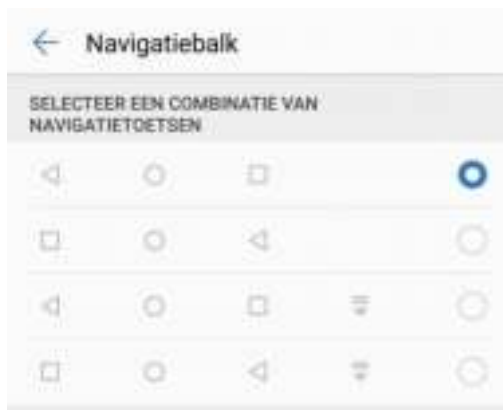 Navigatiebalk
SELECTEER EEN COMBINATIE VAN
NAVIGATIETOETSEN